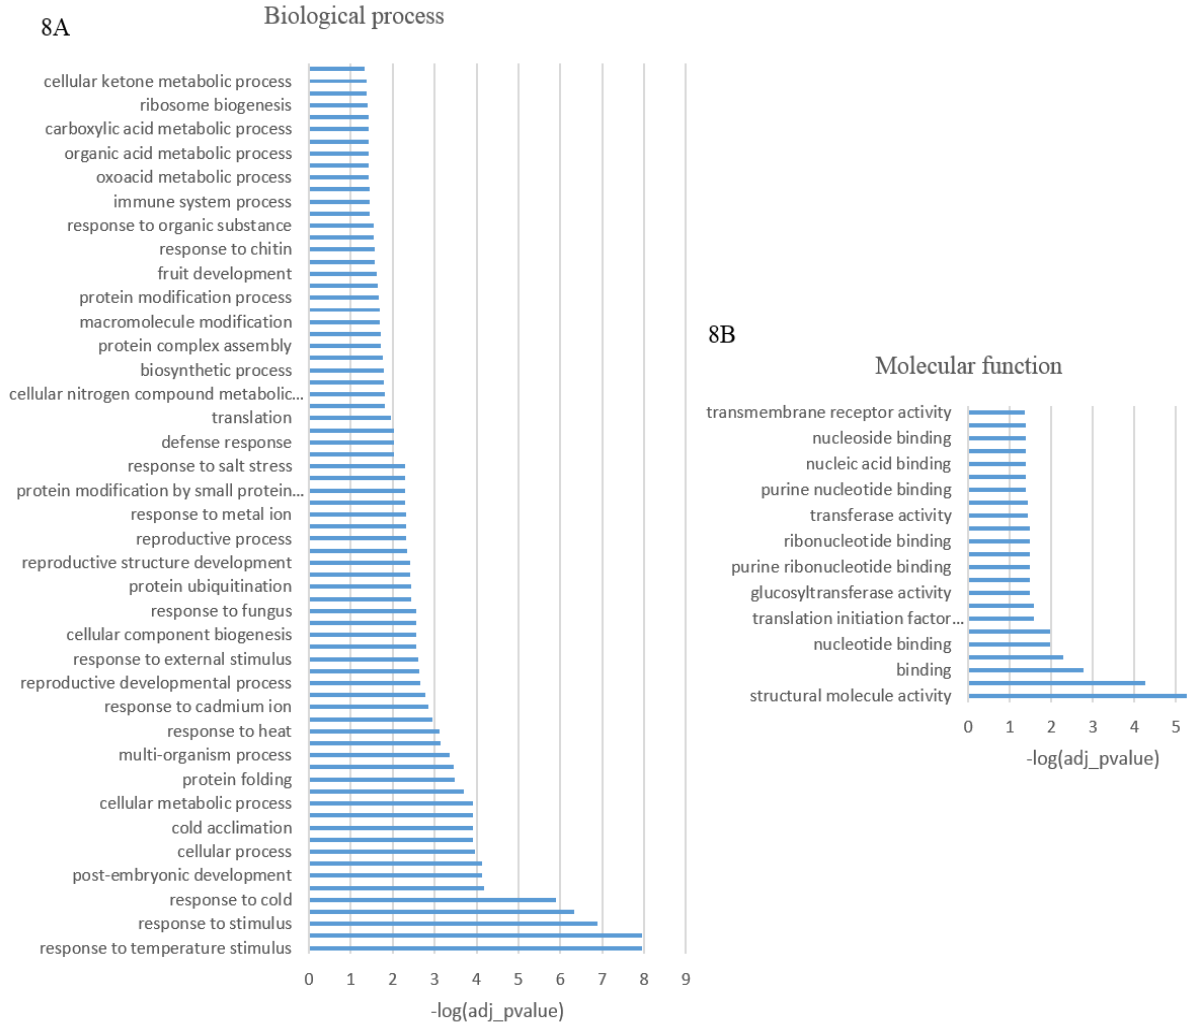 8A
Biological process
cellular ketone metabolic process
ribosome biogenesis
carboxylic acid metabolic process
organic acid metabolic process
oxoacid metabolic process
immune system process
response to organic substance
response to chitin
fruit development
protein modification process
macromolecule modification
protein complex assembly
biosynthetic process
cellular nitrogen compound metabolic...
translation
defense response
response to salt stress
protein modification by small protein...
response to metal ion
reproductive process
reproductive structure development
protein ubiquitination
response to fungus
cellular component biogenesis
response to external stimulus
reproductive developmental process
response to cadmium ion
response to heat
multi-organism process
protein folding
cellular metabolic process
cold acclimation
cellular process
post-embryonic development
response to cold
response to stimulus
response to temperature stimulus
0 1 2 3 4 5 6 7 8 9
-log(adj_pvalue)
8B
Molecular function
transmembrane receptor activity
nucleoside binding
nucleic acid binding
purine nucleotide binding
transferase activity
ribonucleotide binding
purine ribonucleotide binding
glucosyltransferase activity
translation initiation factor...
nucleotide binding
binding
structural molecule activity
0 1 2 3 4 5
-log(adj_pvalue)